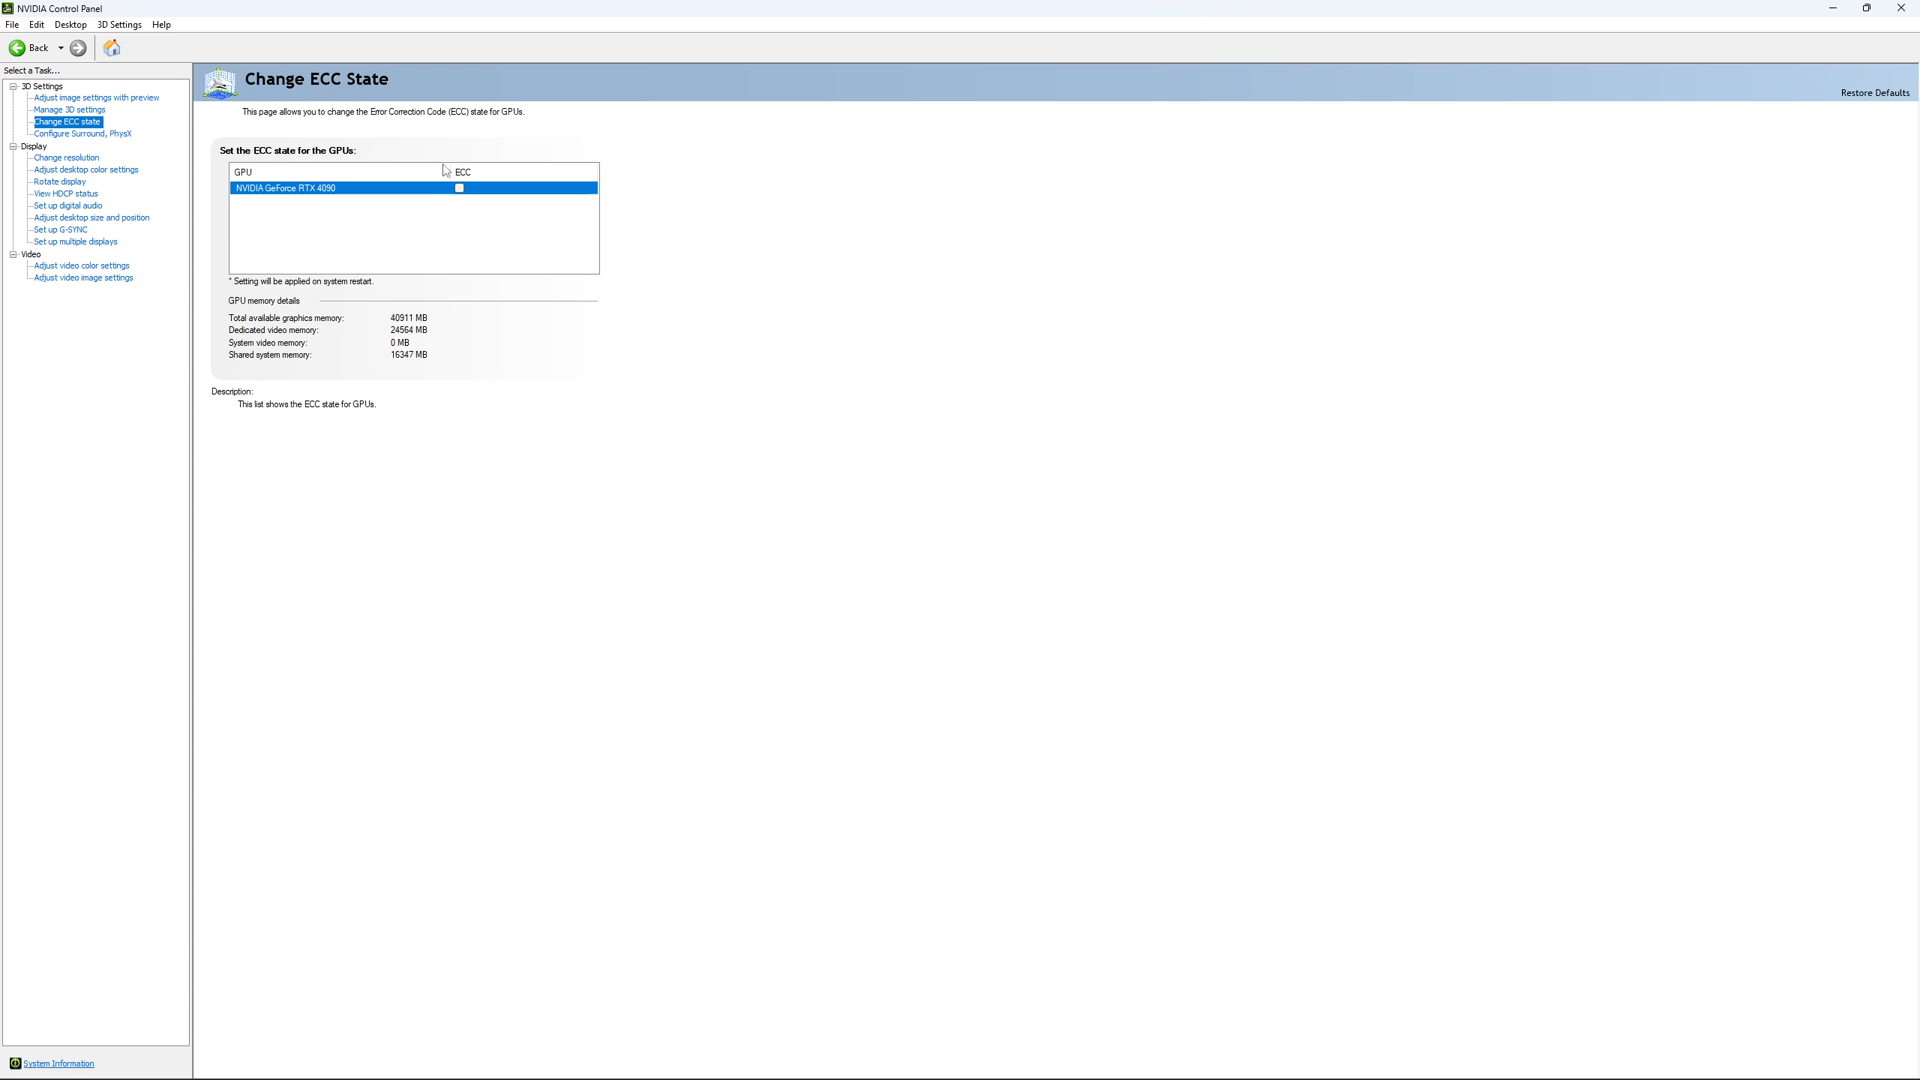 NVIDIA Control Panel
File Edit Desktop 3D Settings Help
Back
Select a Task...
3D Settings
Adjust image settings with preview
Manage 3D settings
Change ECC state
Configure Surround, PhysX
Display
Change resolution
Adjust desktop color settings
Rotate display
View HDCP status
Set up digital audio
Adjust desktop size and position
Set up G-SYNC
Set up multiple displays
Video
Adjust video color settings
Adjust video image settings
System Information
Change ECC State
Restore Defaults
This page allows you to change the Error Correction Code (ECC) state for GPUs.
Set the ECC state for the GPUs:
GPU ECC
NVIDIA GeForce RTX 4090
* Setting will be applied on system restart.
GPU memory details
Total available graphics memory: 40911 MB
Dedicated video memory: 24564 MB
System video memory: 0 MB
Shared system memory: 16347 MB
Description:
This list shows the ECC state for GPUs.